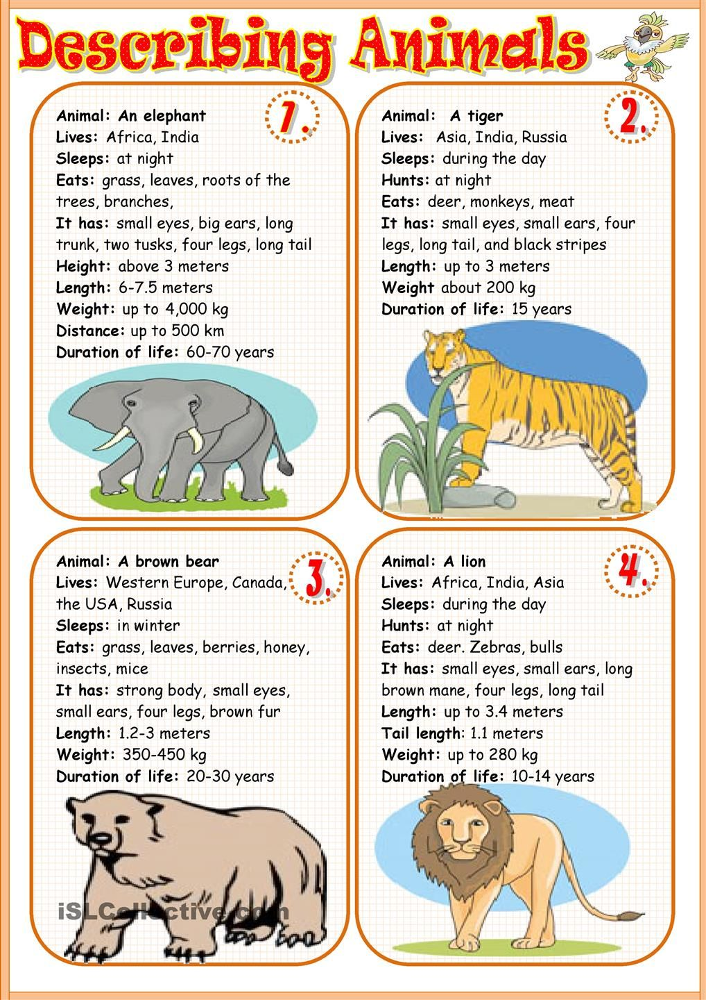 Describing Animals
1.
Animal: An elephant
Lives: Africa, India
Sleeps: at night
Eats: grass, leaves, roots of the
trees, branches,
It has: small eyes, big ears, long
trunk, two tusks, four legs, long tail
Height: above 3 meters
Length: 6-7.5 meters
Weight: up to 4,000 kg
Distance: up to 500 km
Duration of life: 60-70 years
2.
Animal: A tiger
Lives: Asia, India, Russia
Sleeps: during the day
Hunts: at night
Eats: deer, monkeys, meat
It has: small eyes, small ears, four
legs, long tail, and black stripes
Length: up to 3 meters
Weight about 200 kg
Duration of life: 15 years
3.
Animal: A brown bear
Lives: Western Europe, Canada,
the USA, Russia
Sleeps: in winter
Eats: grass, leaves, berries, honey,
insects, mice
It has: strong body, small eyes,
small ears, four legs, brown fur
Length: 1.2-3 meters
Weight: 350-450 kg
Duration of life: 20-30 years
iSLCollective.com
4.
Animal: A lion
Lives: Africa, India, Asia
Sleeps: during the day
Hunts: at night
Eats: deer. Zebras, bulls
It has: small eyes, small ears, long
brown mane, four legs, long tail
Length: up to 3.4 meters
Tail length: 1.1 meters
Weight: up to 280 kg
Duration of life: 10-14 years